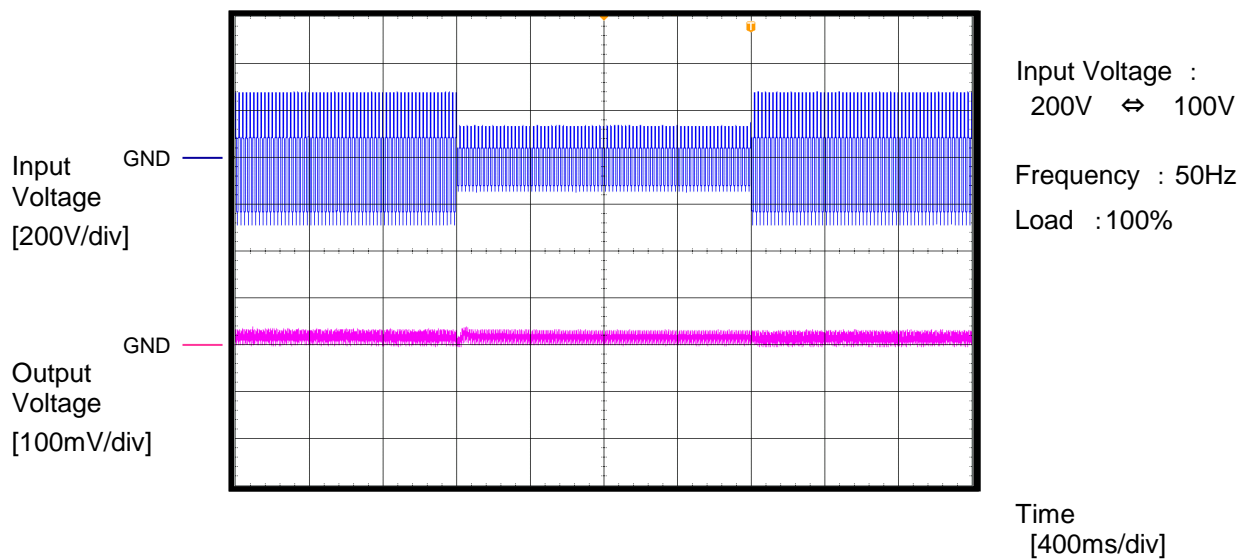 T
Input Voltage :
200V ⇔ 100V
GND
Input
Voltage
[200V/div]
Frequency : 50Hz
Load :100%
GND
Output
Voltage
[100mV/div]
Time
[400ms/div]